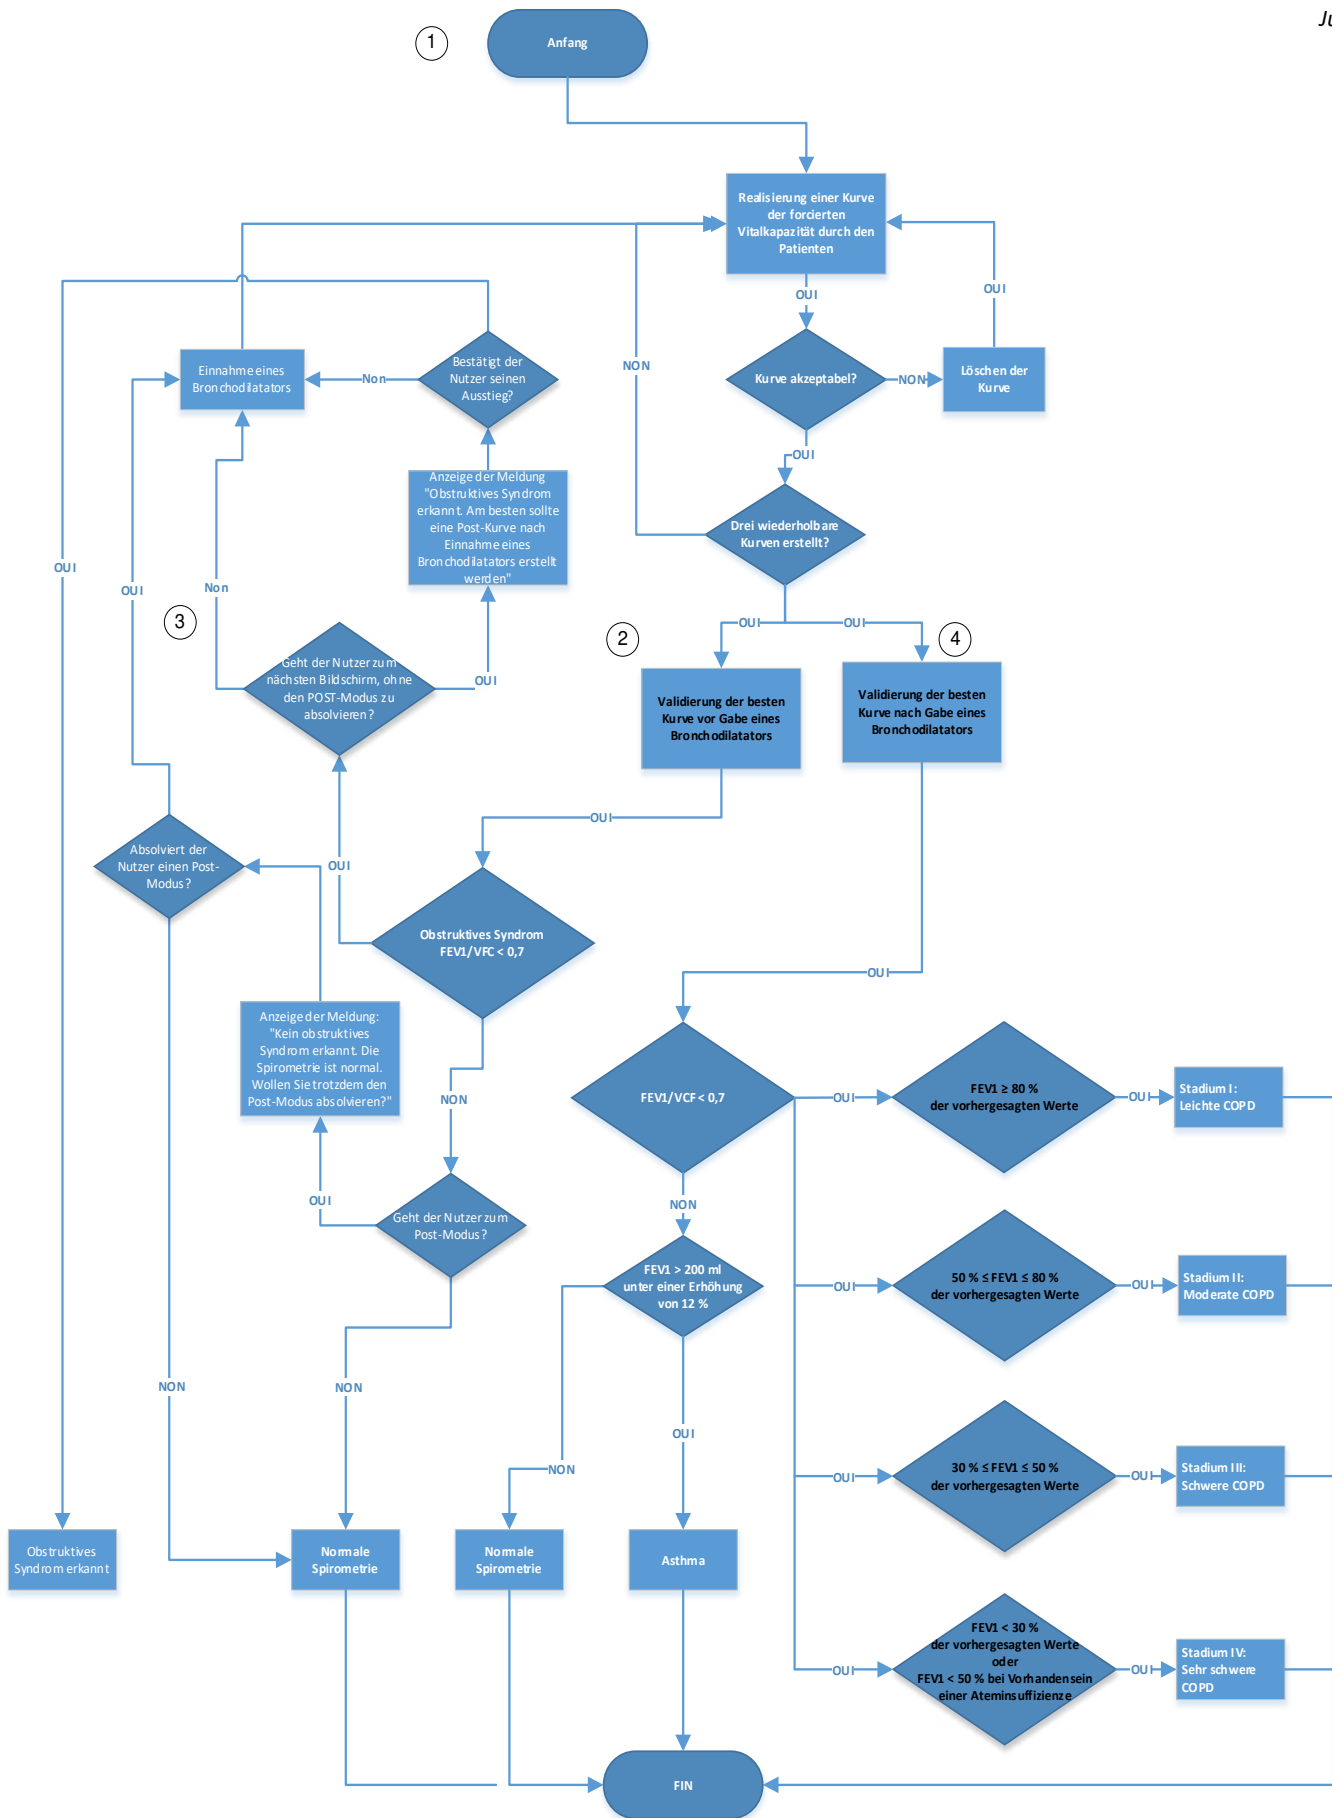 Ju
1
Anfang
Realisierung einer Kurve
der forcierten
Vitalkapazität durch den
Patienten
OUI
OUI
NON
Einnahme eines
Bronchodilatators
Non
Bestätigt der
Nutzer seinen
Ausstieg?
Kurve akzeptabel?
NON
Löschen der
Kurve
OUI
Anzeige der Meldung
"Obstruktives Syndrom
erkannt. Am besten sollte
eine Post-Kurve nach
Einnahme eines
Bronchodilatators erstellt
werden"
Drei wiederholbare
Kurven erstellt?
OUI
OUI
Non
3
OUI
OUI
2
4
Geht der Nutzer zum
nächsten Bildschirm, ohne
den POST-Modus zu
absolvieren?
OUI
Validierung der besten
Kurve vor Gabe eines
Bronchodilatators
Validierung der besten
Kurve nach Gabe eines
Bronchodilatators
OUI
Absolviert der
Nutzer einen Post-
Modus?
OUI
Obstruktives Syndrom
FEV1/VFC < 0,7
OUI
Anzeige der Meldung:
"Kein obstruktives
Syndrom erkannt. Die
Spirometrie ist normal.
Wollen Sie trotzdem den
Post-Modus absolvieren?"
NON
FEV1/VCF < 0,7
OUI
FEV1 ≥ 80 %
der vorhergesagten Werte
OUI
Stadium I:
Leichte COPD
OUI
Geht der Nutzer zum
Post-Modus?
NON
FEV1 > 200 ml
unter einer Erhöhung
von 12 %
OUI
50 % ≤ FEV1 ≤ 80 %
der vorhergesagten Werte
OUI
Stadium II:
Moderate COPD
NON
NON
OUI
NON
OUI
30 % ≤ FEV1 ≤ 50 %
der vorhergesagten Werte
OUI
Stadium III:
Schwere COPD
Obstruktives
Syndrom erkannt
Normale
Spirometrie
Normale
Spirometrie
Asthma
OUI
FEV1 < 30 %
der vorhergesagten Werte
oder
FEV1 < 50 % bei Vorhandensein
einer Ateminsuffizienze
OUI
Stadium IV:
Sehr schwere
COPD
FIN